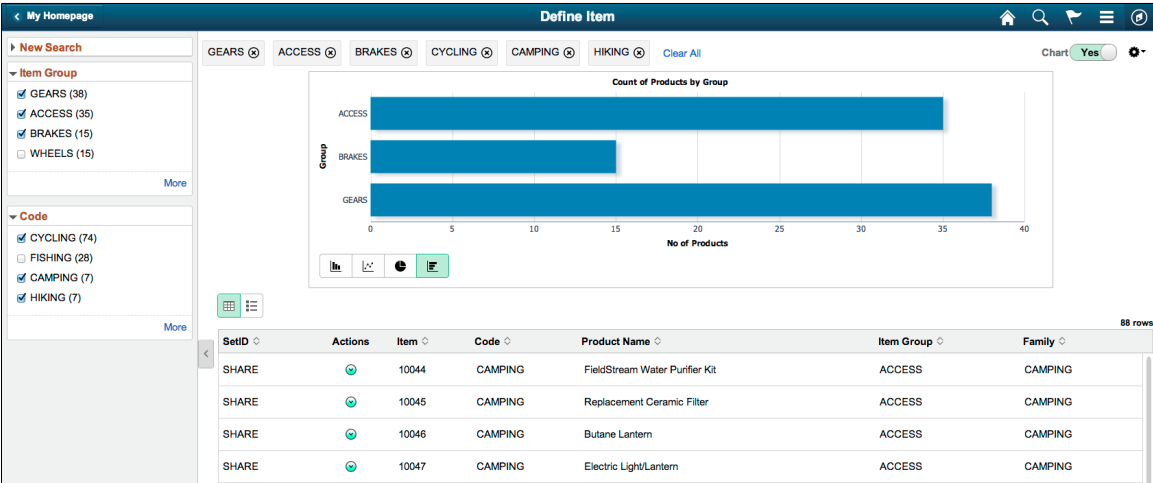 My Homepage
Define Item
New Search
Item Group
GEARS (38)
ACCESS (35)
BRAKES (15)
WHEELS (15)
More
Code
CYCLING (74)
FISHING (28)
CAMPING (7)
HIKING (7)
More
GEARS ACCESS BRAKES CYCLING CAMPING HIKING Clear All
Chart Yes
Count of Products by Group
Group
ACCESS
BRAKES
GEARS
0 5 10 15 20 25 30 35 40
No of Products
88 rows
SetID Actions Item Code Product Name Item Group Family
SHARE 10044 CAMPING FieldStream Water Purifier Kit ACCESS CAMPING
SHARE 10045 CAMPING Replacement Ceramic Filter ACCESS CAMPING
SHARE 10046 CAMPING Butane Lantern ACCESS CAMPING
SHARE 10047 CAMPING Electric Light/Lantern ACCESS CAMPING